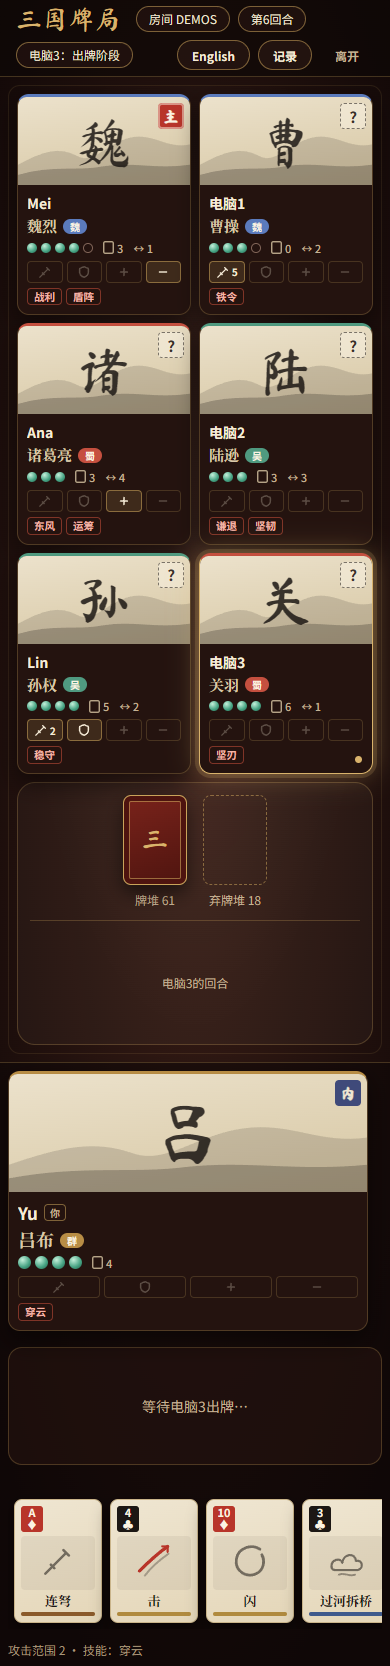 三国牌局 房间 DEMOS 第6回合
电脑3：出牌阶段 English 记录 离开
魏 主
Mei
魏烈 魏
3 ↔1
战利 盾阵
曹 ?
电脑1
曹操 魏
0 ↔2
5
铁令
诸 ?
Ana
诸葛亮 蜀
3 ↔4
东风 运筹
陆 ?
电脑2
陆逊 吴
3 ↔3
谦退 坚韧
孙 ?
Lin
孙权 吴
5 ↔2
2
稳守
关 ?
电脑3
关羽 蜀
6 ↔1
坚刃
三
牌堆 61 弃牌堆 18
电脑3的回合
吕 内
Yu 你
吕布 群
4
穿云
等待电脑3出牌⋯
A
连弩
4
击
10
闪
3
过河拆桥
攻击范围 2 · 技能：穿云